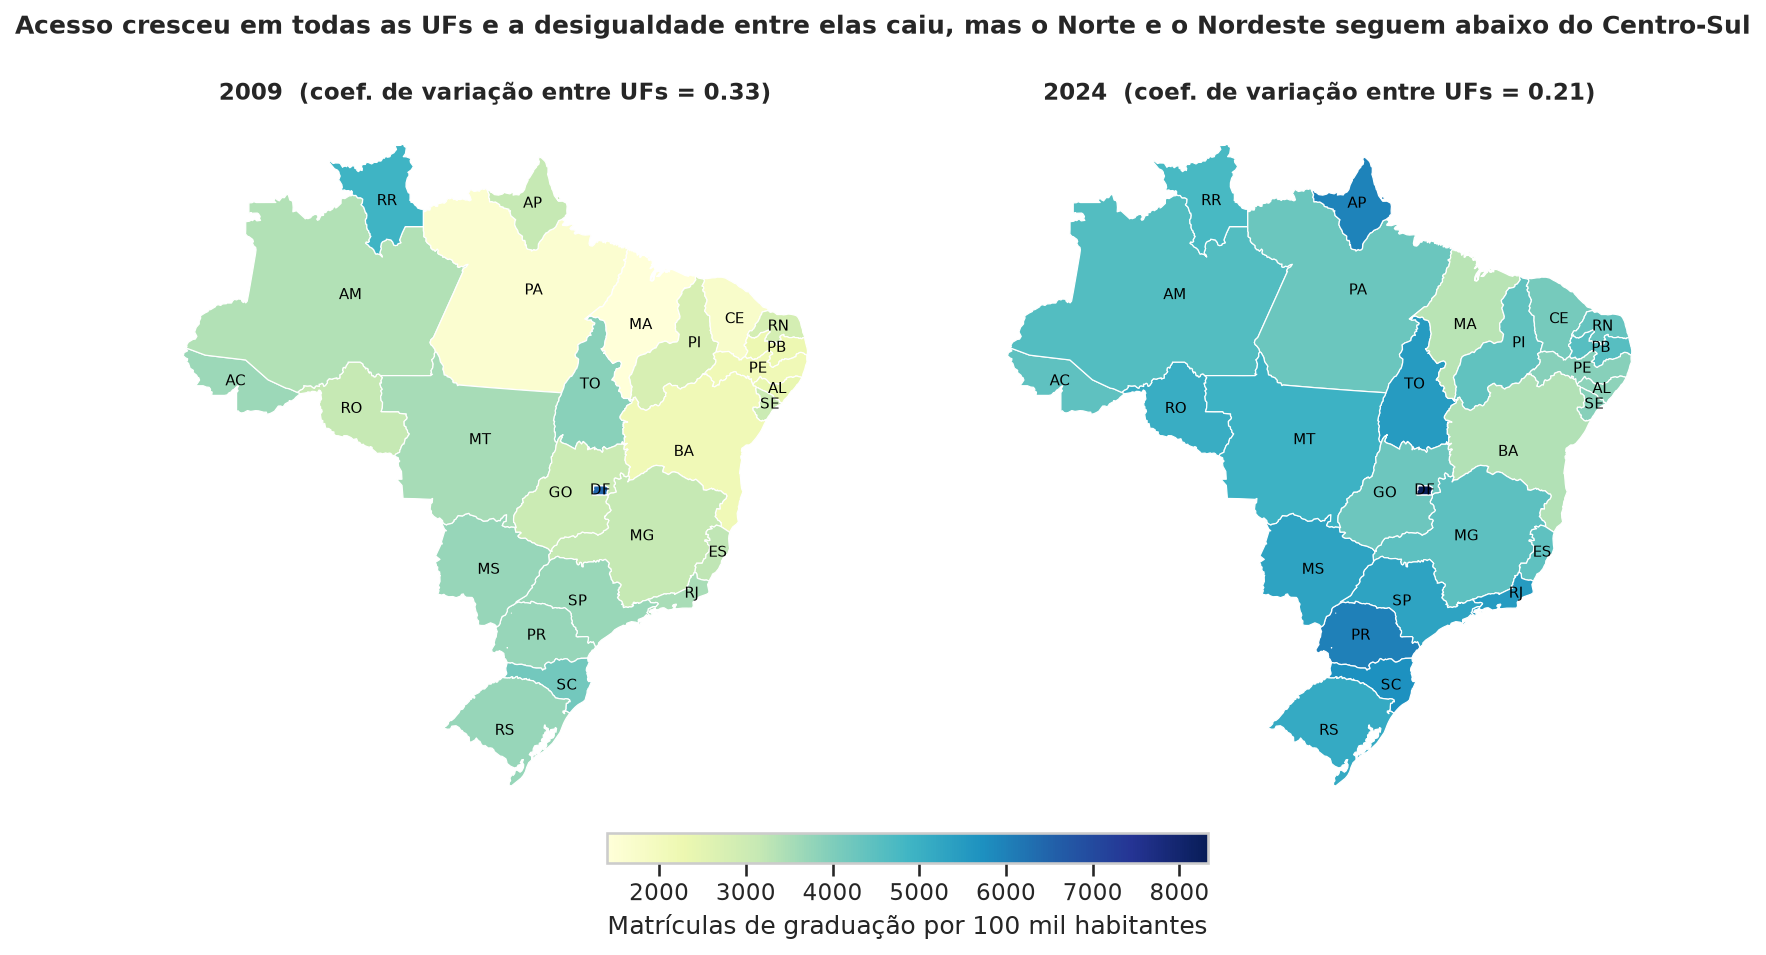 Acesso cresceu em todas as UFs e a desigualdade entre elas caiu, mas o Norte e o Nordeste seguem abaixo do Centro-Sul
2009 (coef. de variação entre UFs = 0.33)
RR
AP
AM
PA
MA
CE
RN
PI
PB
PE
AC
TO
AL
RO
SE
MT
BA
GO
DF
MG
ES
MS
RJ
SP
PR
SC
RS
2024 (coef. de variação entre UFs = 0.21)
RR
AP
AM
PA
MA
CE
RN
PI
PB
PE
AC
TO
AL
RO
SE
MT
BA
GO
DF
MG
ES
MS
RJ
SP
PR
SC
RS
2000 3000 4000 5000 6000 7000 8000
Matrículas de graduação por 100 mil habitantes